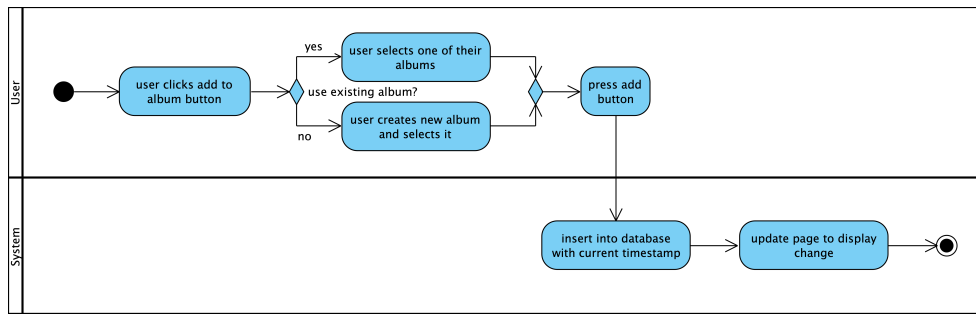 User
user clicks add to
album button
yes
use existing album?
no
user selects one of their
albums
user creates new album
and selects it
press add
button
System
insert into database
with current timestamp
update page to display
change